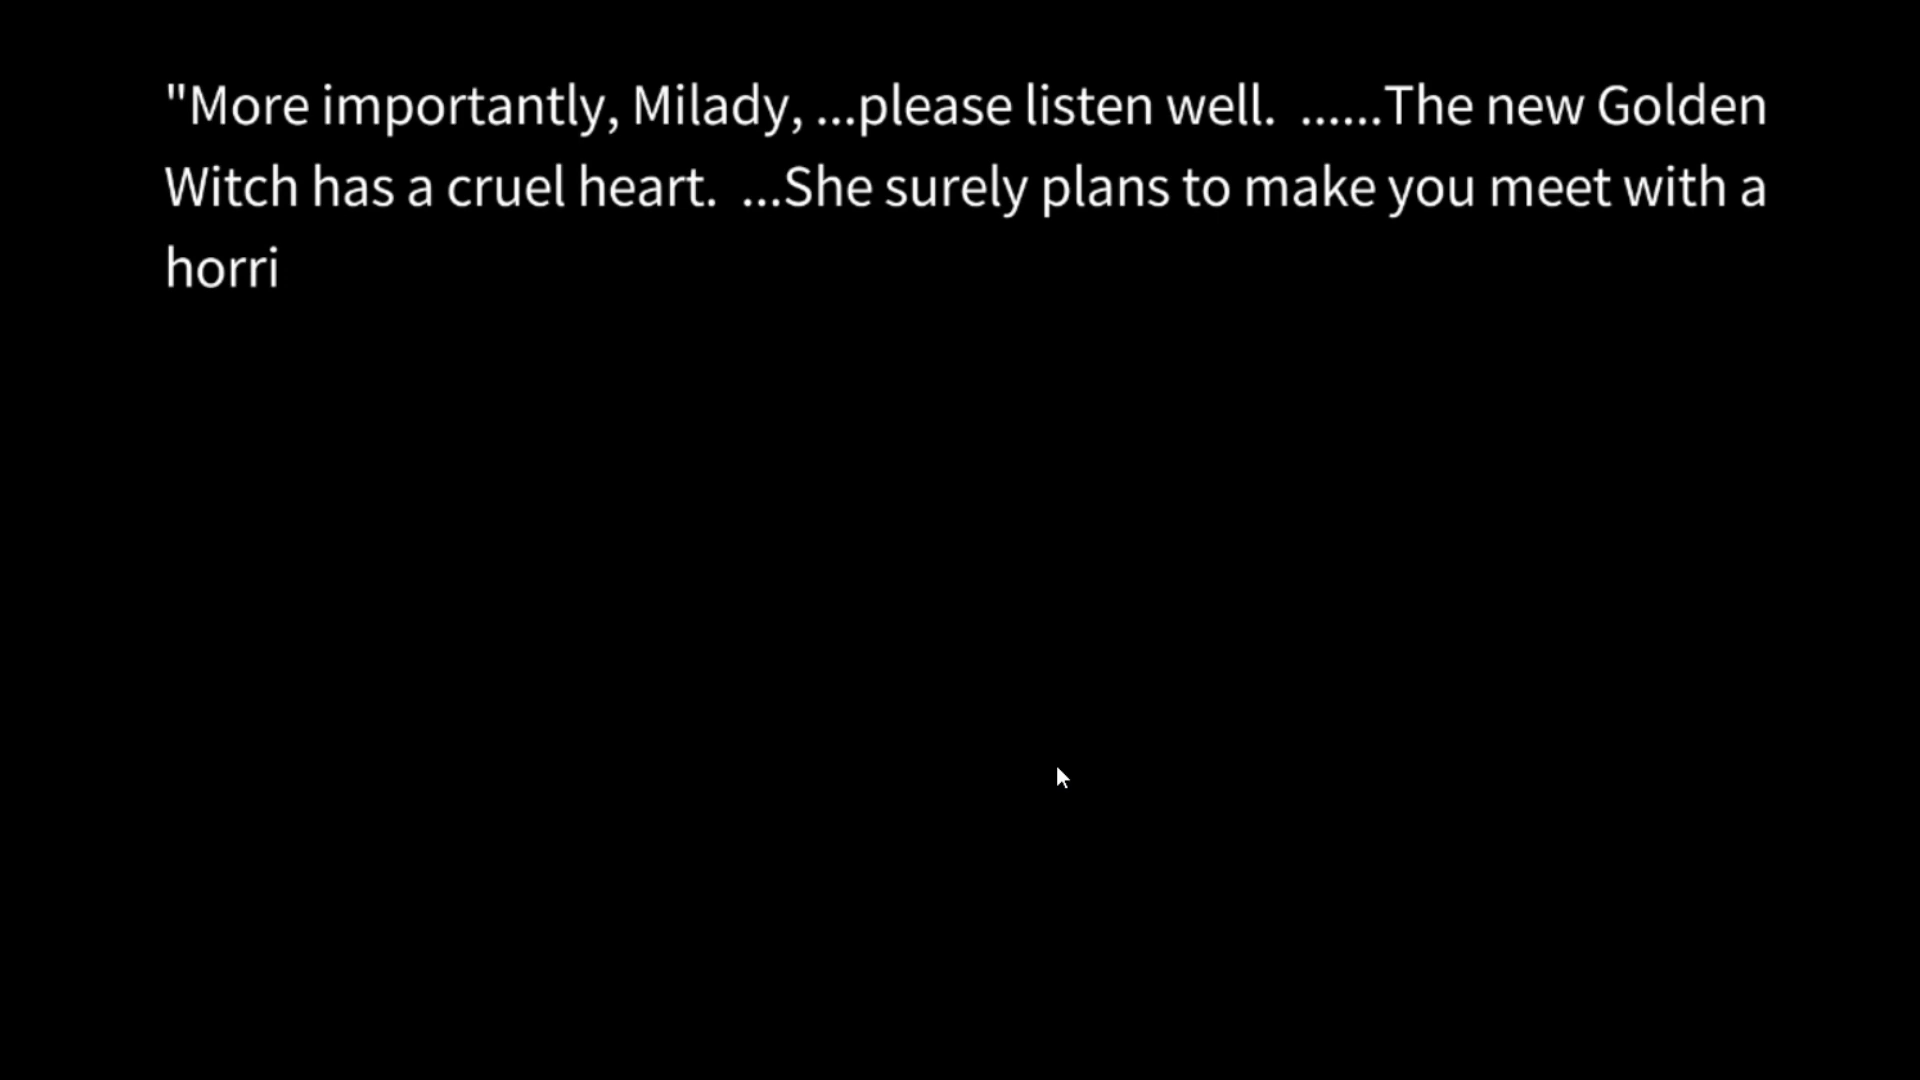 "More importantly, Milady, ...please listen well.  ......The new Golden
Witch has a cruel heart.  ...She surely plans to make you meet with a
horri